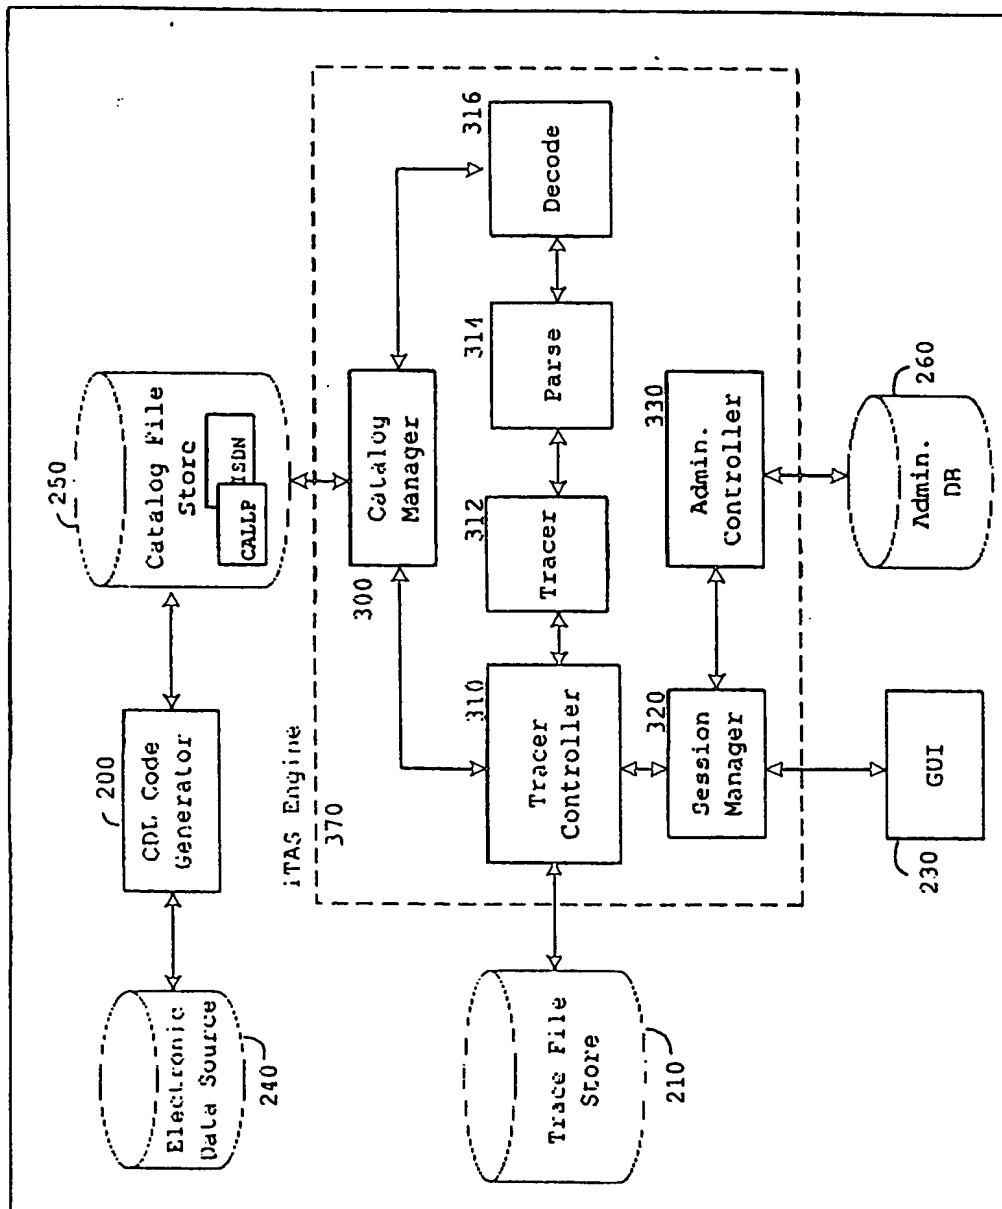 Electronic
Data Source
240
CDL Code
Generator
200
Catalog File
Store
CALLP
ISDN
250
iTAS Engine
370
Catalog
Manager
300
Trace File
Store
210
Tracer
Controller
310
Tracer
312
Parse
314
Decode
316
Session
Manager
320
Admin.
Controller
330
GUI
230
Admin.
DB
260